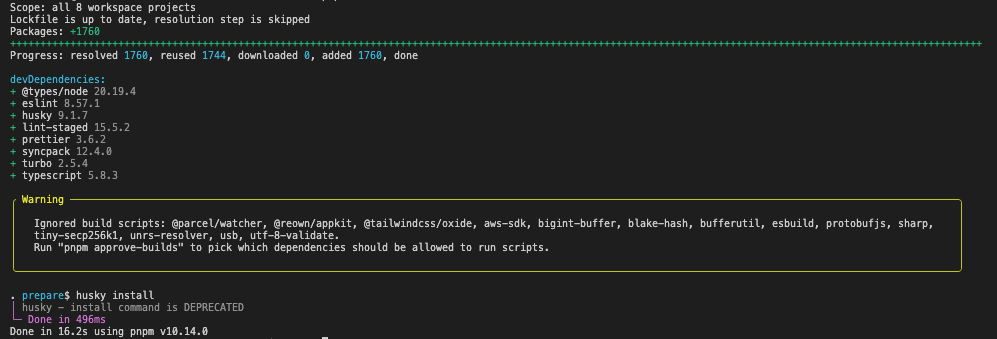 Scope: all 8 workspace projects
Lockfile is up to date, resolution step is skipped
Packages: +1760
++++++++++++++++++++++++++++++++++++++++++++++++++++++++++++++++++++++++++++++++++++++++++++++++++++++++++++++++++++++++++++++++++++++++++++++++++++++++++++++++++
Progress: resolved 1760, reused 1744, downloaded 0, added 1760, done
devDependencies:
+ @types/node 20.19.4
+ eslint 8.57.1
+ husky 9.1.7
+ lint-staged 15.5.2
+ prettier 3.6.2
+ syncpack 12.4.0
+ turbo 2.5.4
+ typescript 5.8.3
Warning
Ignored build scripts: @parcel/watcher, @reown/appkit, @tailwindcss/oxide, aws-sdk, bigint-buffer, blake-hash, bufferutil, esbuild, protobufjs, sharp,
tiny-secp256k1, unrs-resolver, usb, utf-8-validate.
Run "pnpm approve-builds" to pick which dependencies should be allowed to run scripts.
. prepare$ husky install
husky - install command is DEPRECATED
Done in 496ms
Done in 16.2s using pnpm v10.14.0